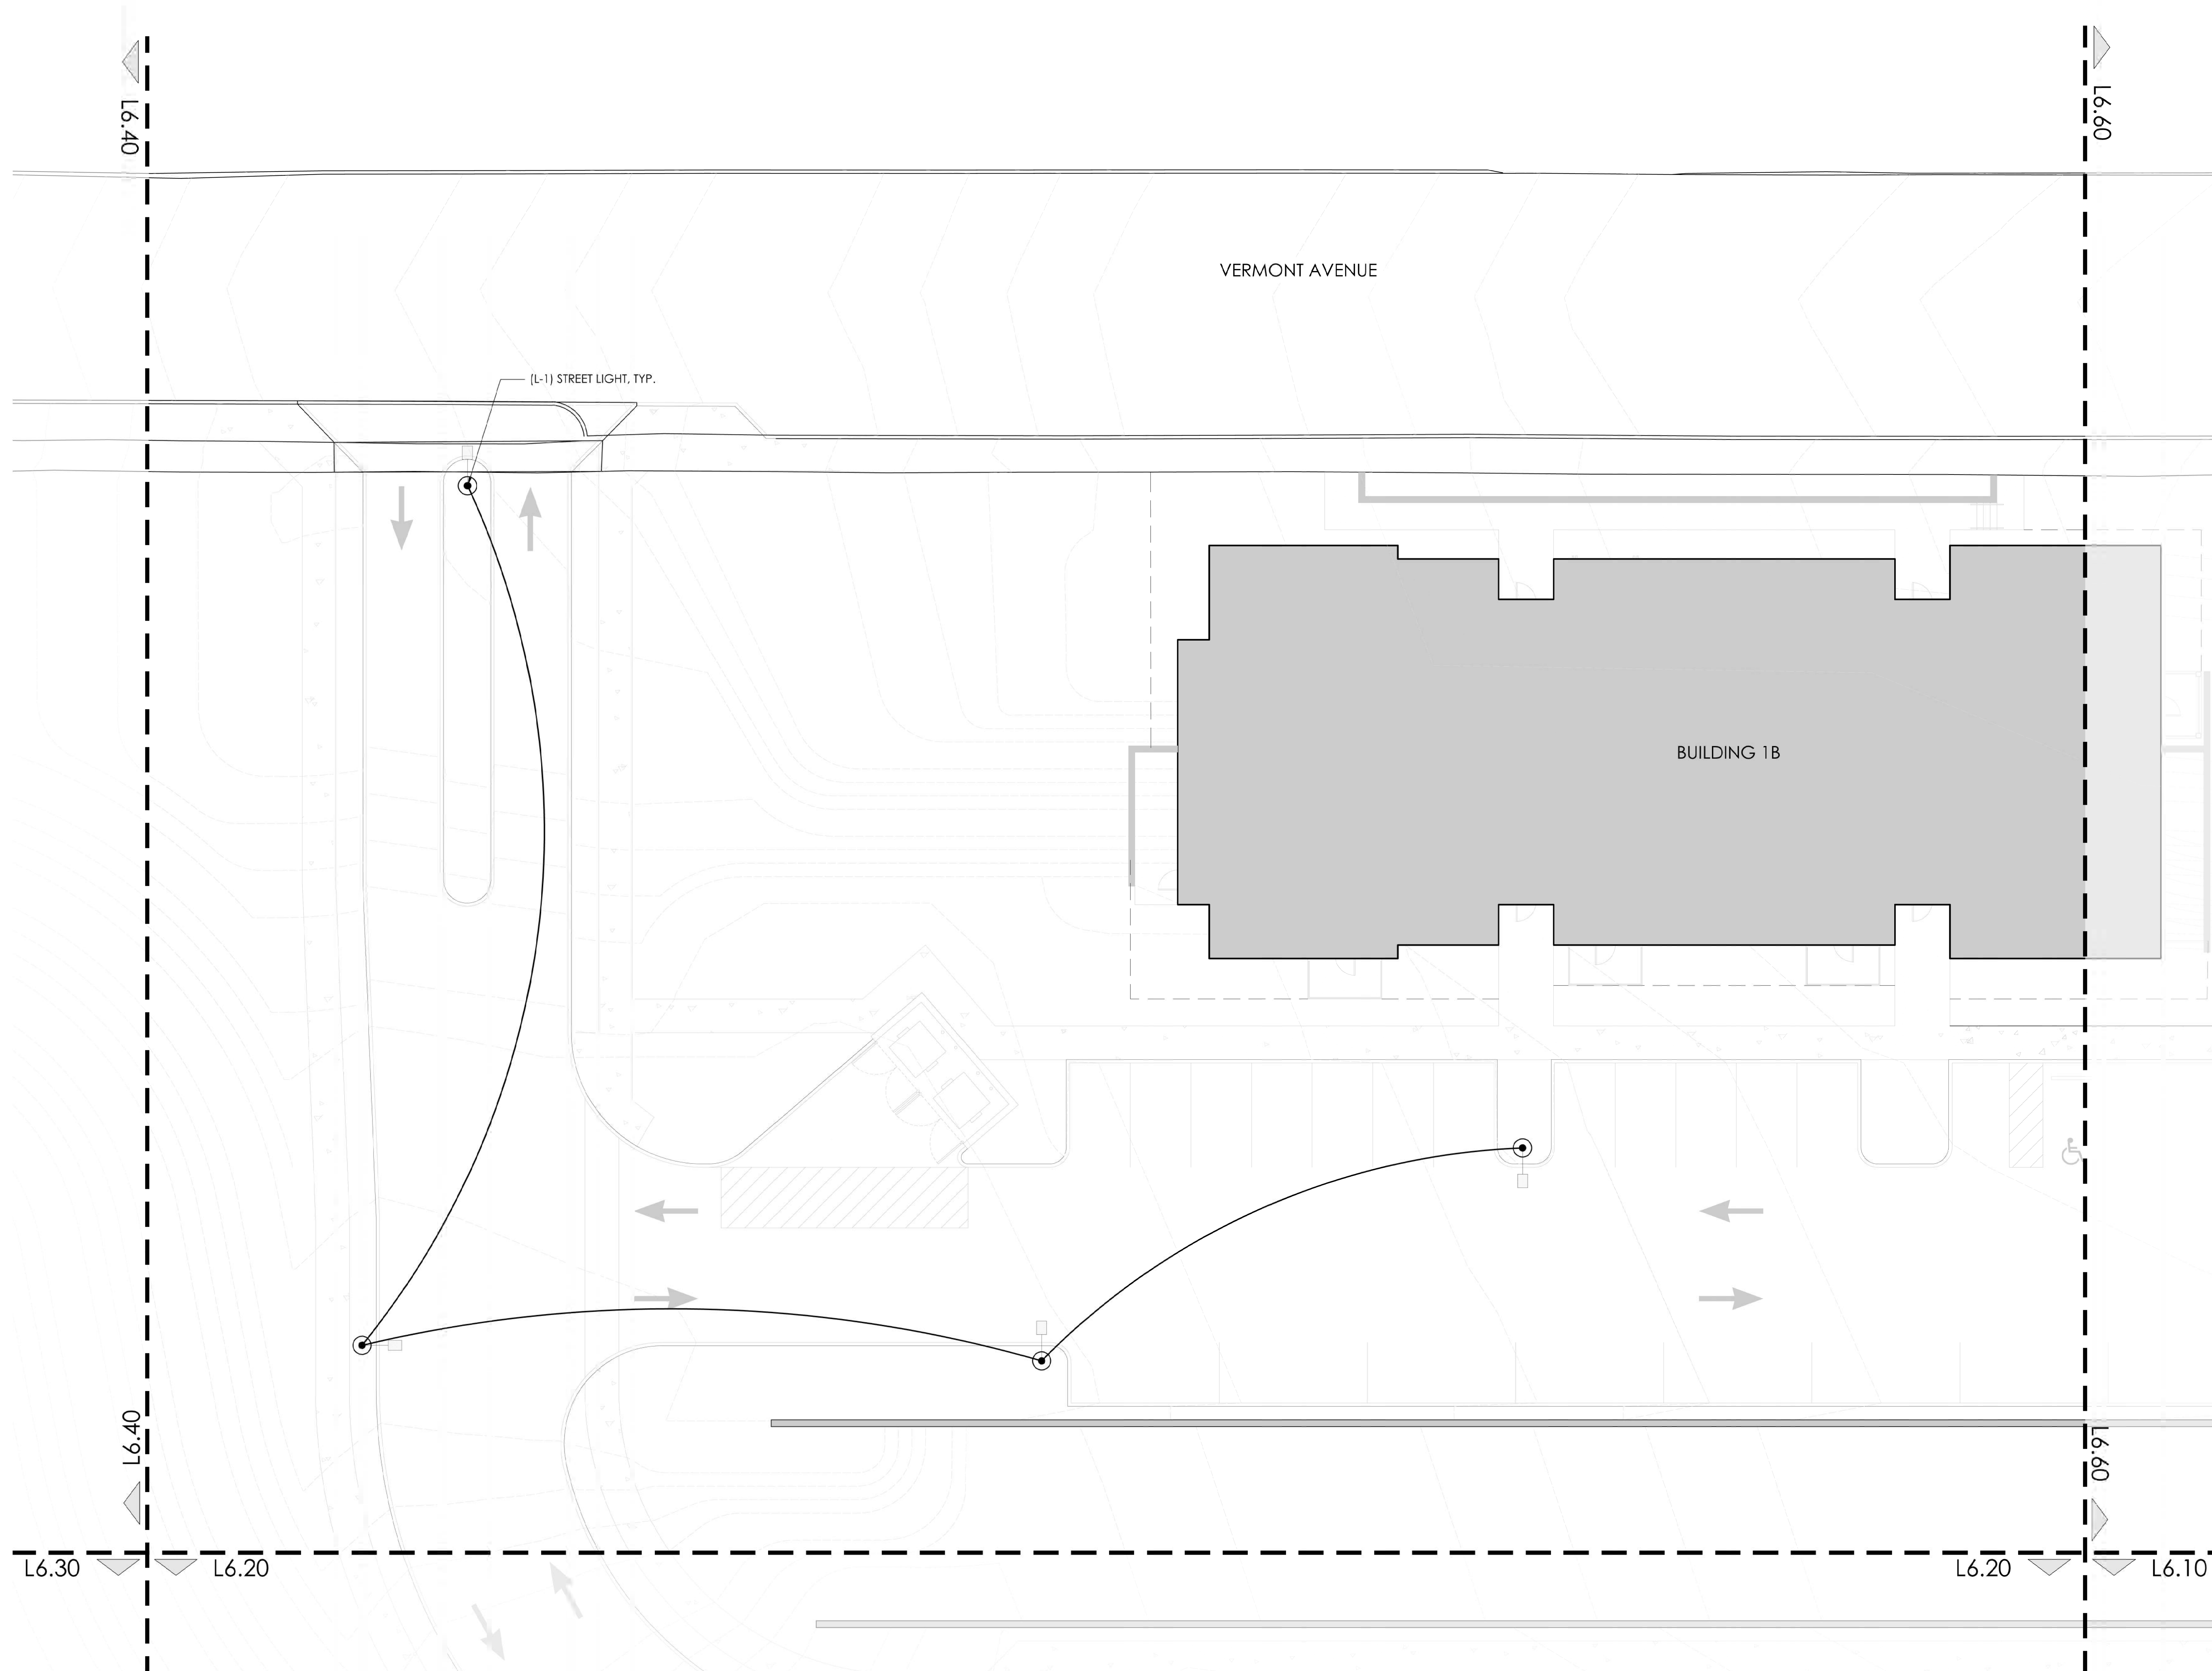 L6.40
L6.60
VERMONT AVENUE
(L-1) STREET LIGHT, TYP.
BUILDING 1B
L6.40
L6.60
L6.30
L6.20
L6.20
L6.10